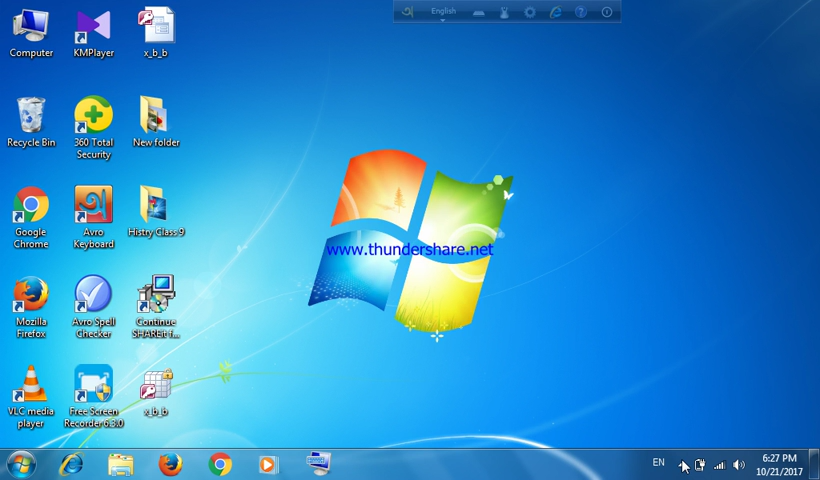 English
Computer
KMPlayer
x_b_b
Recycle Bin
360 Total
Security
New folder
Google
Chrome
Avro
Keyboard
Histry Class 9
www.thundershare.net
Mozilla
Firefox
Avro Spell
Checker
Continue
SHAREit f...
VLC media
player
Free Screen
Recorder 6.3.0
x_b_b
EN
6:27 PM
10/21/2017